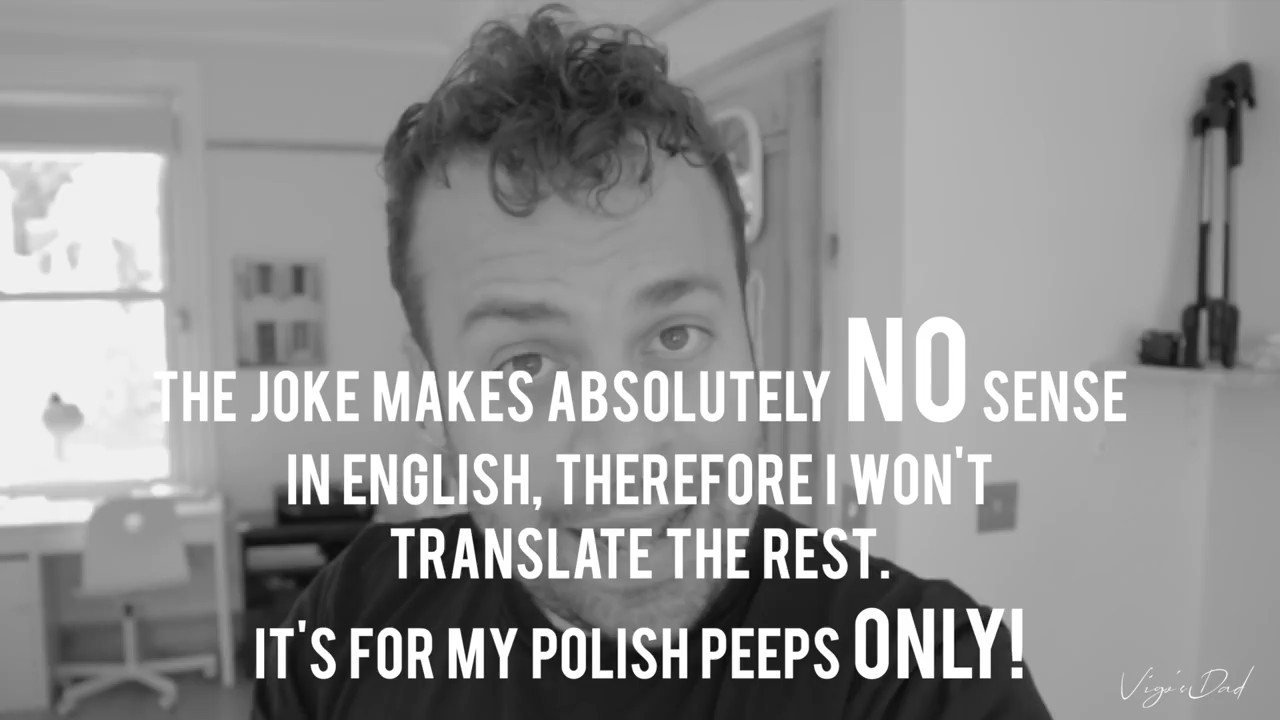 THE JOKE MAKES ABSOLUTELY NO SENSE
IN ENGLISH, THEREFORE I WON'T
TRANSLATE THE REST.
IT'S FOR MY POLISH PEEPS ONLY!
Vigo's Dad